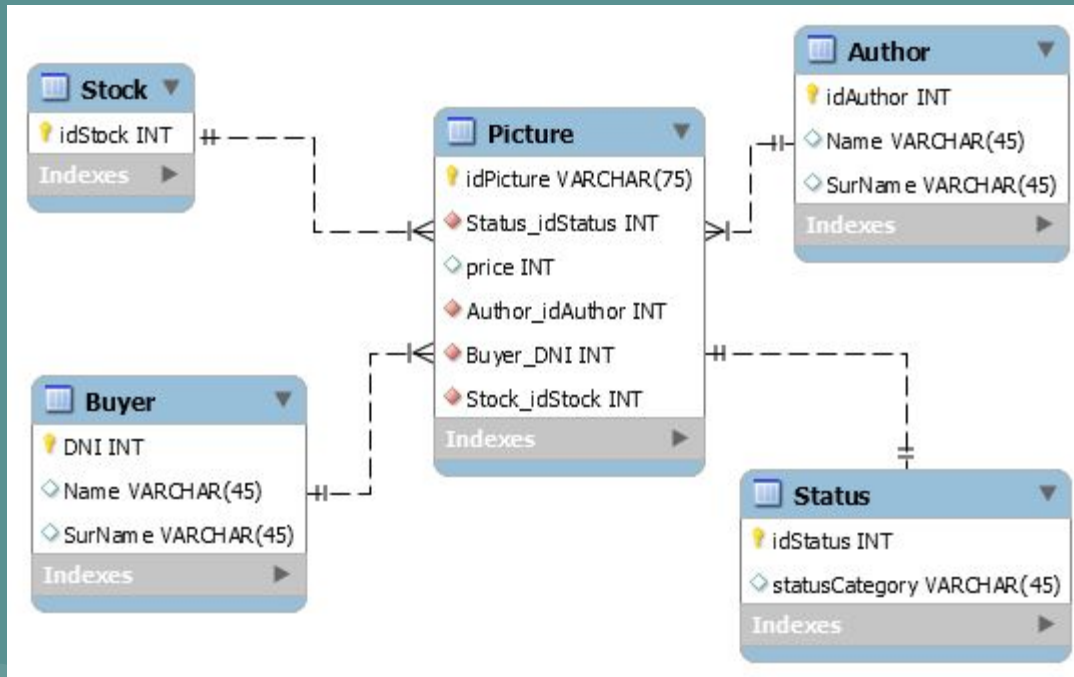 Stock
idStock INT
Indexes
Picture
idPicture VARCHAR(75)
Status_idStatus INT
price INT
Author_idAuthor INT
Buyer_DNI INT
Stock_idStock INT
Indexes
Author
idAuthor INT
Name VARCHAR(45)
SurName VARCHAR(45)
Indexes
Buyer
DNI INT
Name VARCHAR(45)
SurName VARCHAR(45)
Indexes
Status
idStatus INT
statusCategory VARCHAR(45)
Indexes